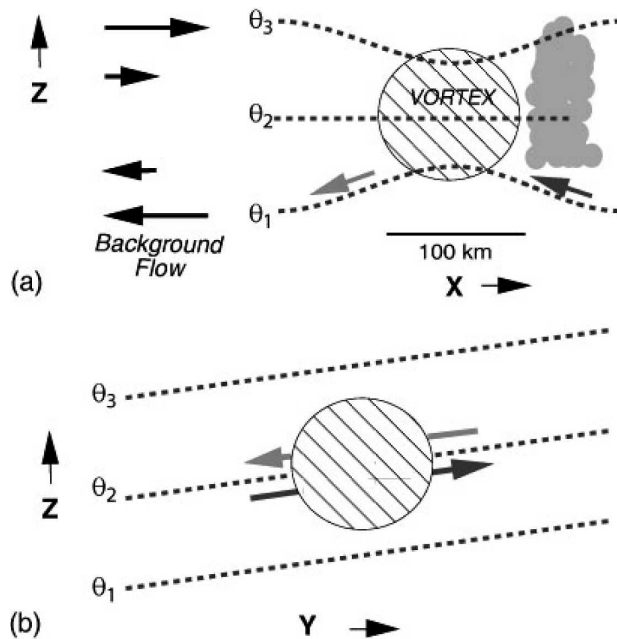 θ3
Z
θ2
VORTEX
θ1
Background
Flow
100 km
(a)
X
θ3
Z
θ2
θ1
(b)
Y